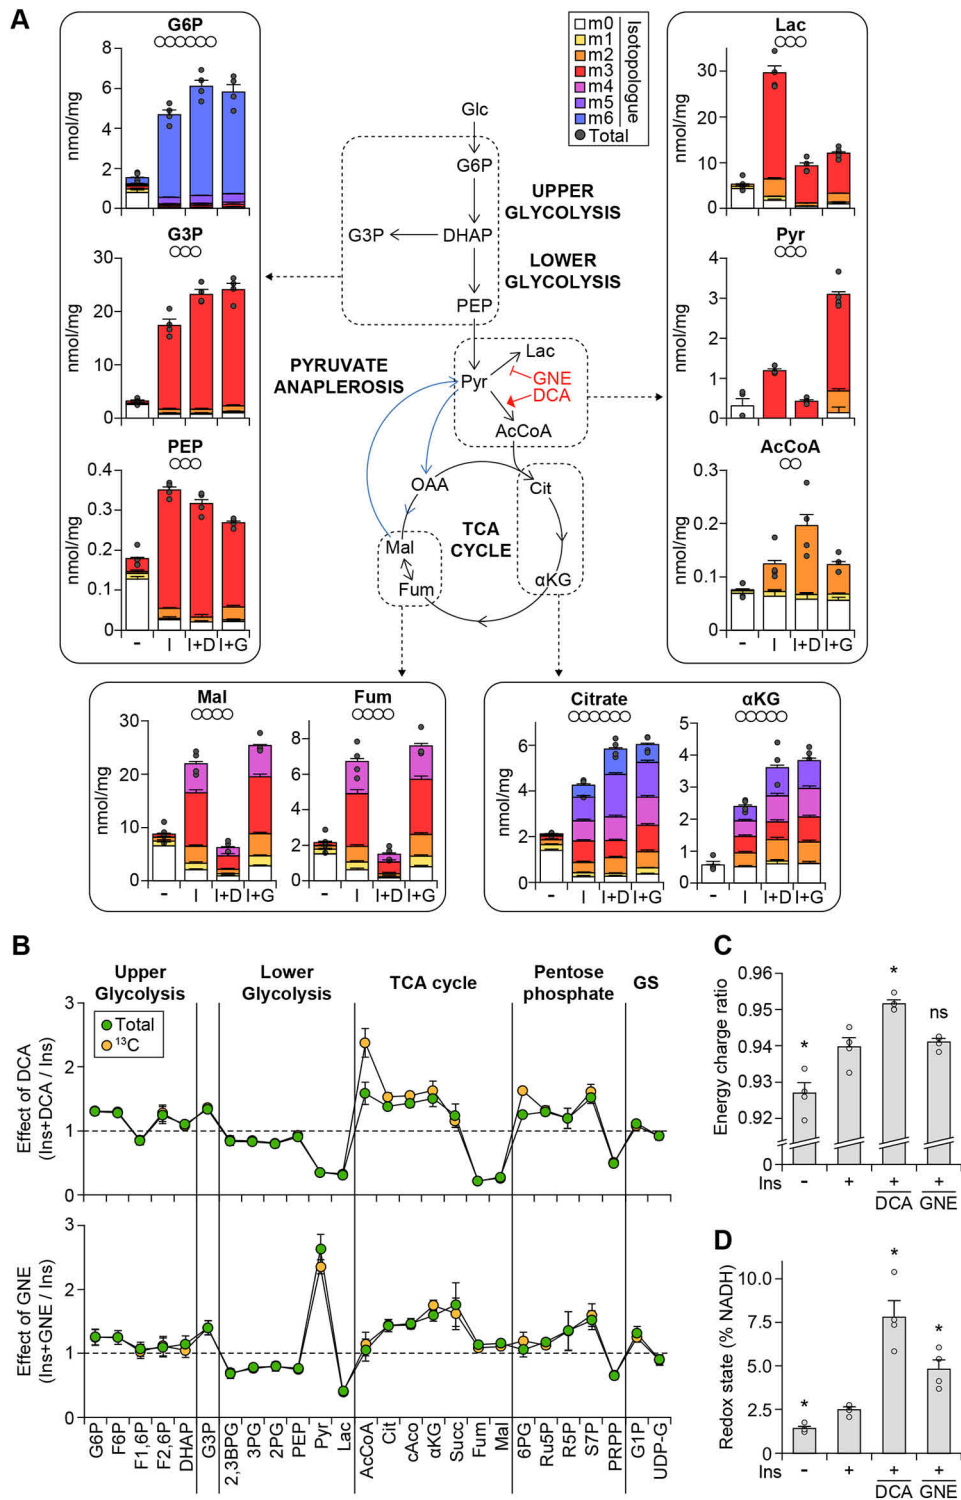 A
G6P
8
6
4
2
0
nmol/mg
G3P
30
20
10
0
nmol/mg
PEP
0.4
0.3
0.2
0.1
0
nmol/mg
- I I+D I+G
m0
m1
m2
m3
m4
m5
m6
Total
Isotopologue
Glc
G6P
UPPER
GLYCOLYSIS
G3P
DHAP
LOWER
GLYCOLYSIS
PEP
PYRUVATE
ANAPLEROSIS
Lac
Pyr
GNE
DCA
AcCoA
OAA
Cit
TCA
CYCLE
Mal
Fum
αKG
Lac
30
20
10
0
nmol/mg
Pyr
4
3
2
1
0
nmol/mg
AcCoA
0.3
0.2
0.1
0
nmol/mg
- I I+D I+G
Mal
30
20
10
0
nmol/mg
- I I+D I+G
Fum
8
6
4
2
0
- I I+D I+G
Citrate
6
4
2
0
nmol/mg
- I I+D I+G
αKG
5
4
3
2
1
0
- I I+D I+G
B
Upper
Glycolysis
Lower
Glycolysis
TCA cycle
Pentose
phosphate
GS
3
2
1
0
Total
13C
Effect of DCA
(Ins+DCA / Ins)
3
2
1
0
Effect of GNE
(Ins+GNE / Ins)
G6P
F6P
F1,6P
F2,6P
DHAP
G3P
2,3BPG
3PG
2PG
PEP
Pyr
Lac
AcCoA
Cit
cAco
αKG
Succ
Fum
Mal
6PG
Ru5P
R5P
S7P
PRPP
G1P
UDP-G
C
0.96
0.95
0.94
0.93
0.92
0
Energy charge ratio
*
*
ns
Ins - + + +
DCA GNE
D
10.0
7.5
5.0
2.5
0
Redox state (% NADH)
*
*
*
Ins - + + +
DCA GNE